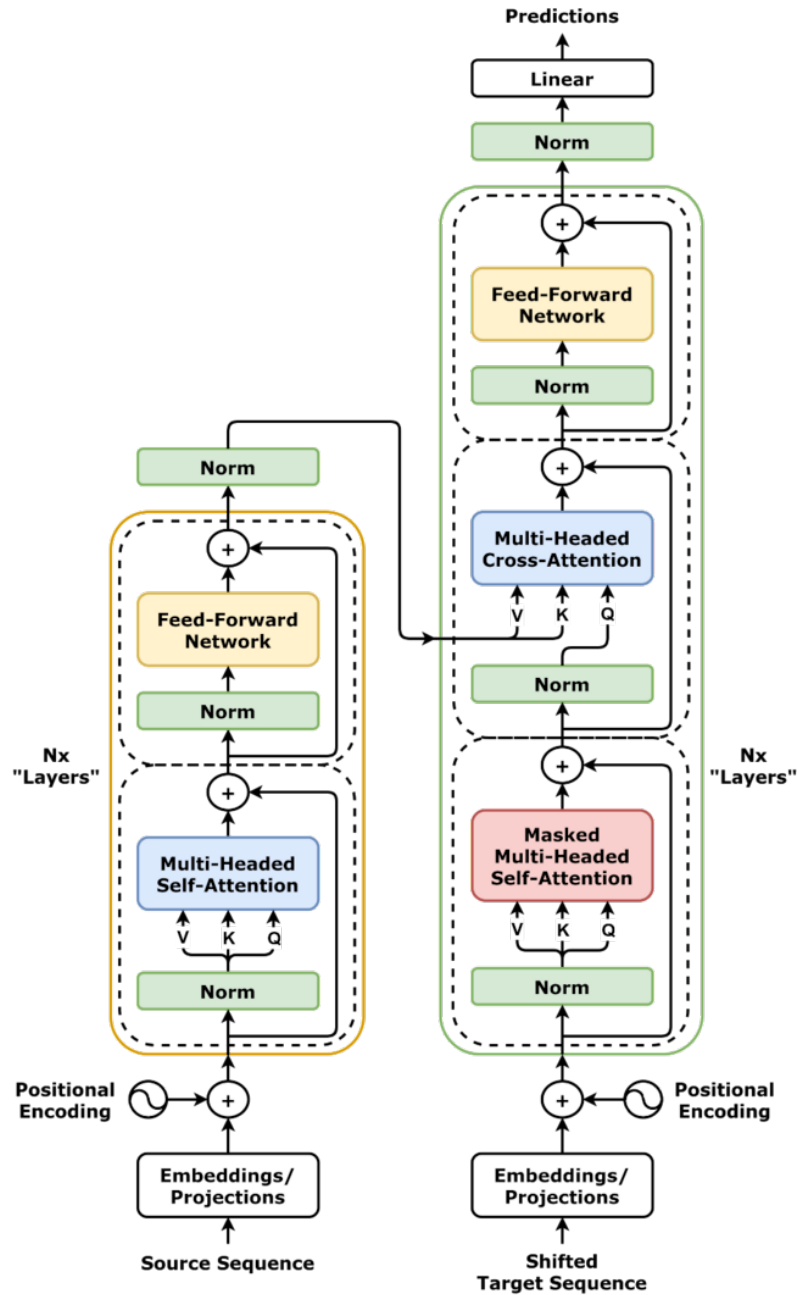 Predictions
Linear
Norm
+
Feed-Forward
Network
Norm
+
Multi-Headed
Cross-Attention
V K Q
Norm
+
Masked
Multi-Headed
Self-Attention
V K Q
Norm
Nx
"Layers"
+
Positional
Encoding
Embeddings/
Projections
Shifted
Target Sequence
Norm
+
Feed-Forward
Network
Norm
Nx
"Layers"
+
Multi-Headed
Self-Attention
V K Q
Norm
Positional
Encoding
+
Embeddings/
Projections
Source Sequence